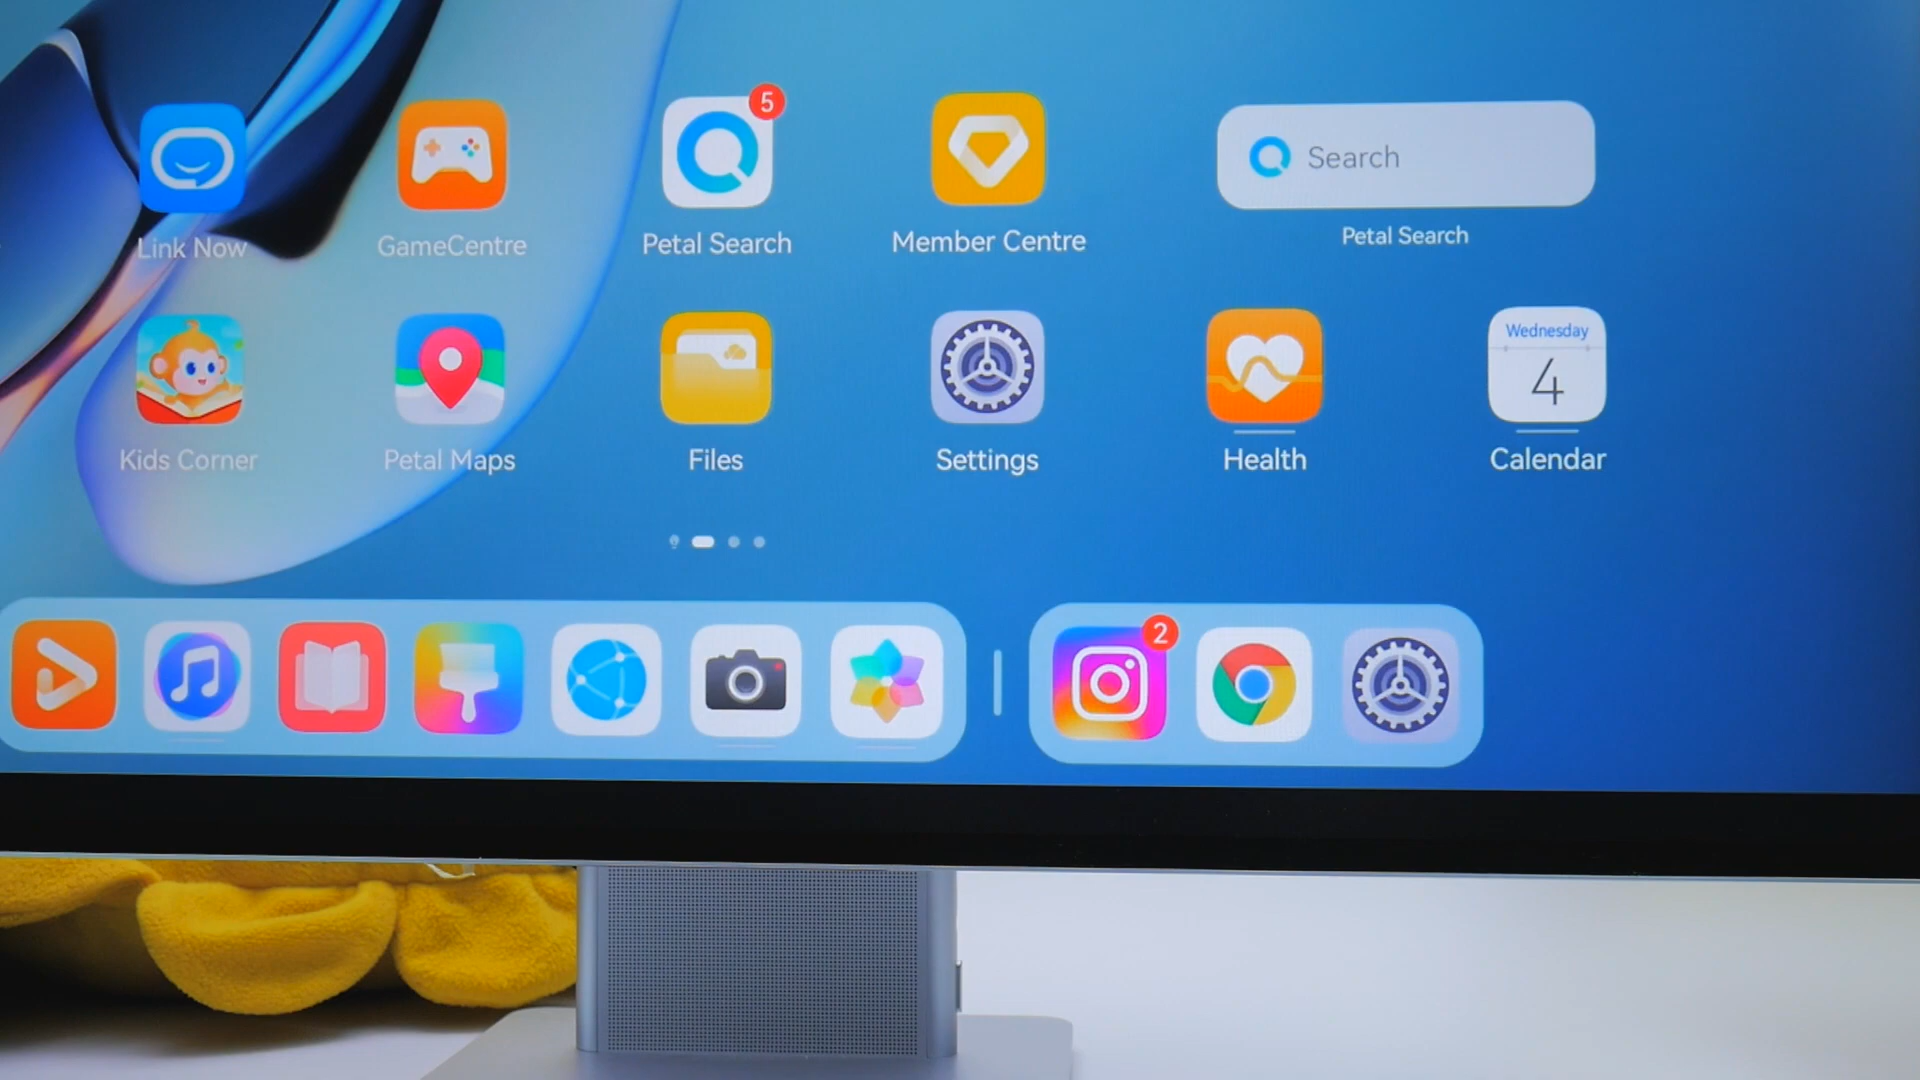 5
Search
Link Now
GameCentre
Petal Search
Member Centre
Petal Search
Wednesday
4
Kids Corner
Petal Maps
Files
Settings
Health
Calendar
2